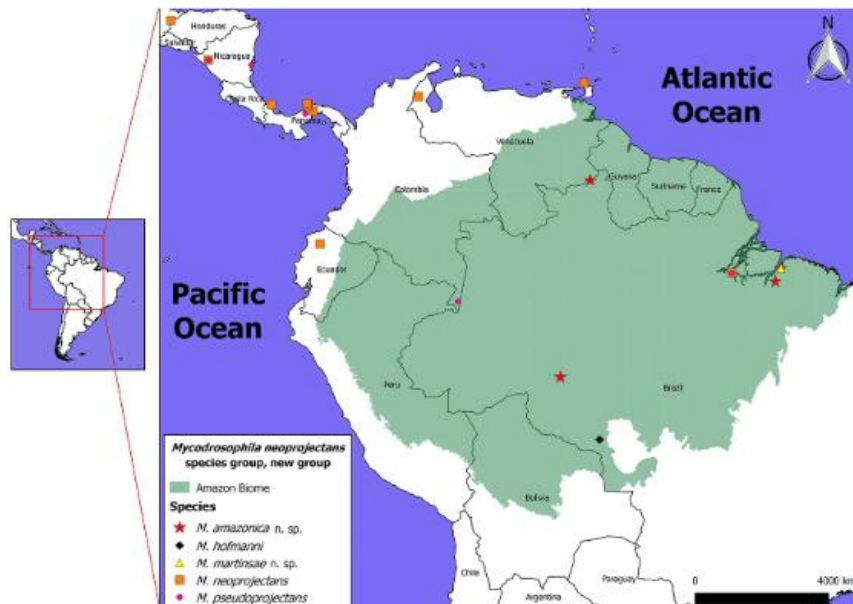 Honduras
Salvador
Nicaragua
Costa Rica
Panama
N
Atlantic
Ocean
Venezuela
Guyana
Suriname
France
Colombia
Ecuador
Pacific
Ocean
Peru
Brazil
Bolivia
Chile
Paraguay
Argentina
Mycodrosophila neoprojectans
species group, new group
Amazon Biome
Species
M. amazonica n. sp.
M. hofmanni
M. martinsae n. sp.
M. neoprojectans
M. pseudoprojectans
0 4000 km